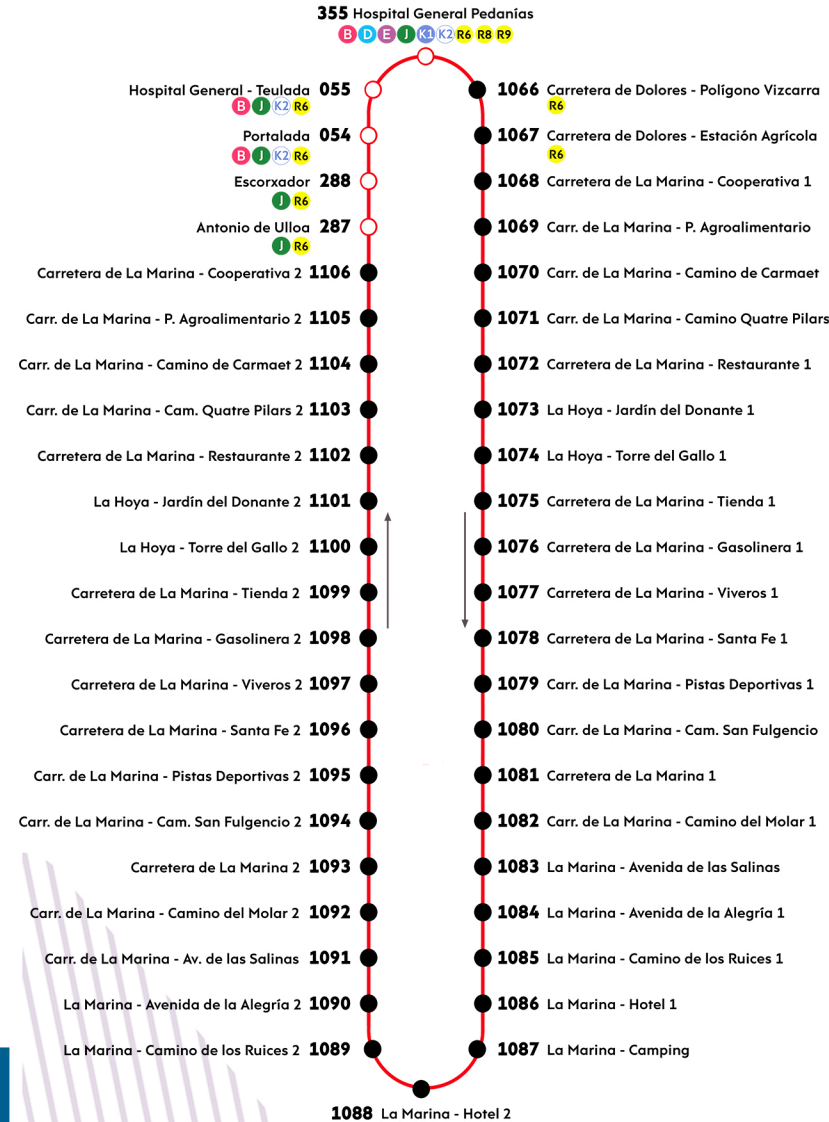 355 Hospital General Pedanías
B D E J K1 K2 R6 R8 R9
Hospital General - Teulada 055
B J K2 R6
Portalada 054
B J K2 R6
Escorxador 288
J R6
Antonio de Ulloa 287
J R6
Carretera de La Marina - Cooperativa 2 1106
Carr. de La Marina - P. Agroalimentario 2 1105
Carr. de La Marina - Camino de Carmaet 2 1104
Carr. de La Marina - Cam. Quatre Pilars 2 1103
Carretera de La Marina - Restaurante 2 1102
La Hoya - Jardín del Donante 2 1101
La Hoya - Torre del Gallo 2 1100
Carretera de La Marina - Tienda 2 1099
Carretera de La Marina - Gasolinera 2 1098
Carretera de La Marina - Viveros 2 1097
Carretera de La Marina - Santa Fe 2 1096
Carr. de La Marina - Pistas Deportivas 2 1095
Carr. de La Marina - Cam. San Fulgencio 2 1094
Carretera de La Marina 2 1093
Carr. de La Marina - Camino del Molar 2 1092
Carr. de La Marina - Av. de las Salinas 1091
La Marina - Avenida de la Alegría 2 1090
La Marina - Camino de los Ruices 2 1089
1066 Carretera de Dolores - Polígono Vizcarra
R6
1067 Carretera de Dolores - Estación Agrícola
R6
1068 Carretera de La Marina - Cooperativa 1
1069 Carr. de La Marina - P. Agroalimentario
1070 Carr. de La Marina - Camino de Carmaet
1071 Carr. de La Marina - Camino Quatre Pilars
1072 Carretera de La Marina - Restaurante 1
1073 La Hoya - Jardín del Donante 1
1074 La Hoya - Torre del Gallo 1
1075 Carretera de La Marina - Tienda 1
1076 Carretera de La Marina - Gasolinera 1
1077 Carretera de La Marina - Viveros 1
1078 Carretera de La Marina - Santa Fe 1
1079 Carr. de La Marina - Pistas Deportivas 1
1080 Carr. de La Marina - Cam. San Fulgencio
1081 Carretera de La Marina 1
1082 Carr. de La Marina - Camino del Molar 1
1083 La Marina - Avenida de las Salinas
1084 La Marina - Avenida de la Alegría 1
1085 La Marina - Camino de los Ruices 1
1086 La Marina - Hotel 1
1087 La Marina - Camping
1088 La Marina - Hotel 2